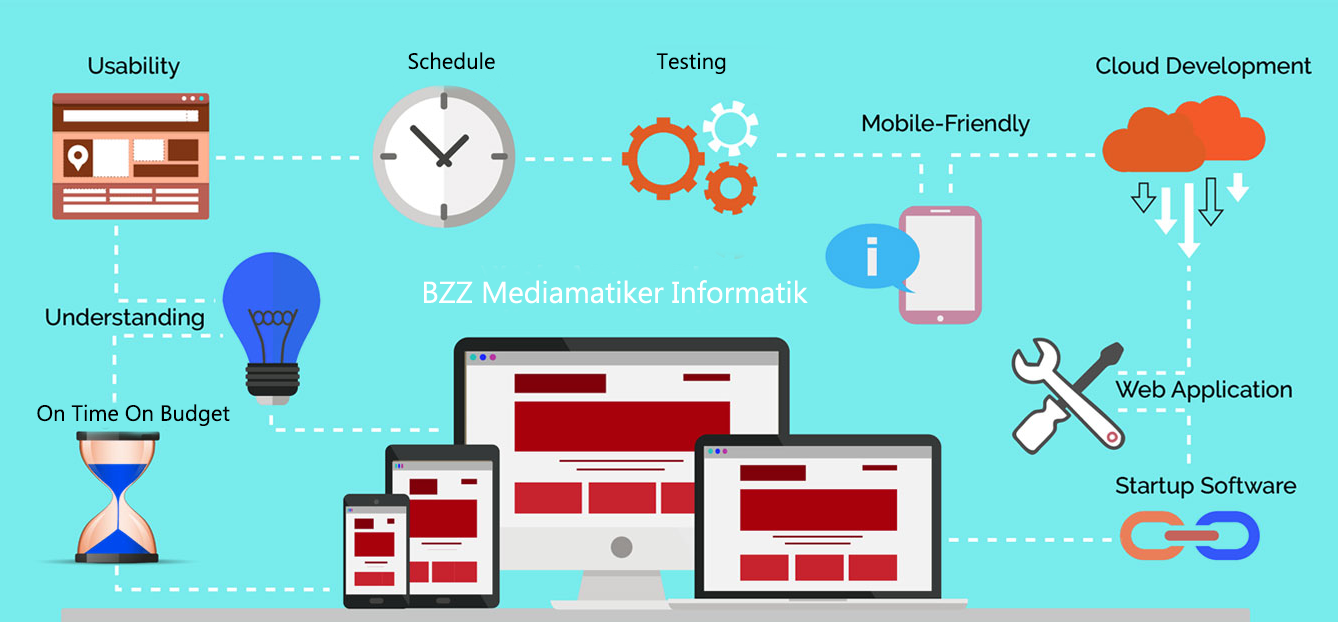 Usability
Schedule
Testing
Cloud Development
Mobile-Friendly
i
BZZ Mediamatiker Informatik
Understanding
Web Application
On Time On Budget
Startup Software